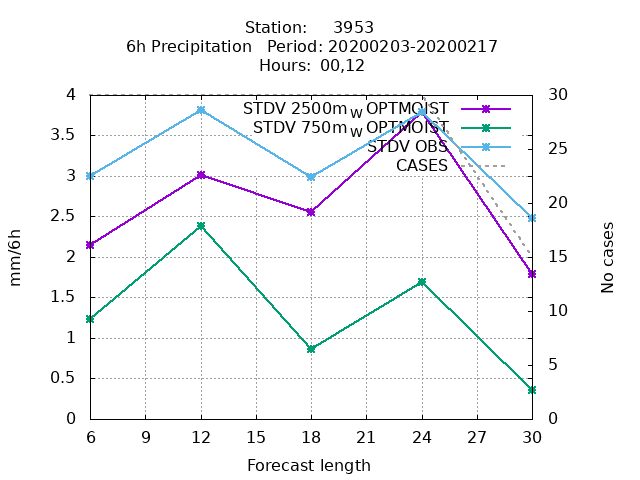 Station: 3953
6h Precipitation Period: 20200203-20200217
Hours: 00,12
4 30
STDV 2500m_W OPTMOIST
STDV 750m_W OPTMOIST
3.5
STDV OBS 25
CASES
3
20
2.5
2 15
1.5
10
1
0.5 5
0 0
mm/6h
No cases
6 9 12 15 18 21 24 27 30
Forecast length